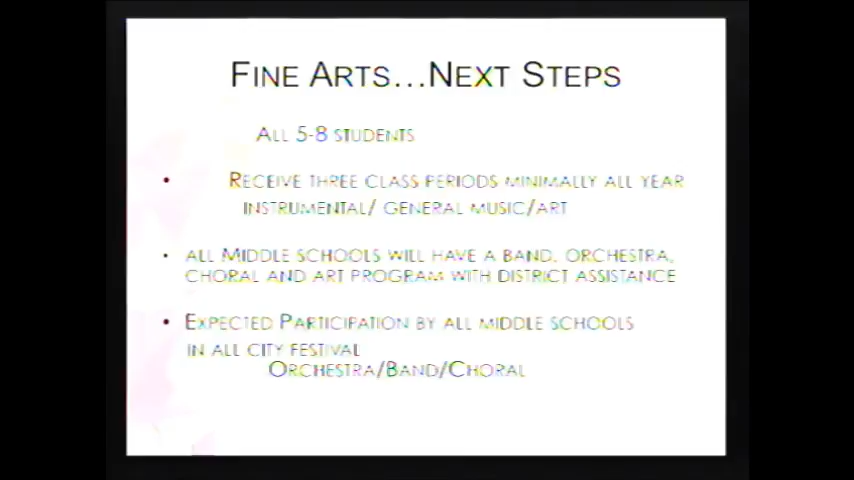 FINE ARTS...NEXT STEPS
ALL 5-8 STUDENTS
• RECEIVE THREE CLASS PERIODS MINIMALLY ALL YEAR
INSTRUMENTAL/ GENERAL MUSIC/ART
• ALL MIDDLE SCHOOLS WILL HAVE A BAND, ORCHESTRA,
CHORAL AND ART PROGRAM WITH DISTRICT ASSISTANCE
• EXPECTED PARTICIPATION BY ALL MIDDLE SCHOOLS
IN ALL CITY FESTIVAL
ORCHESTRA/BAND/CHORAL